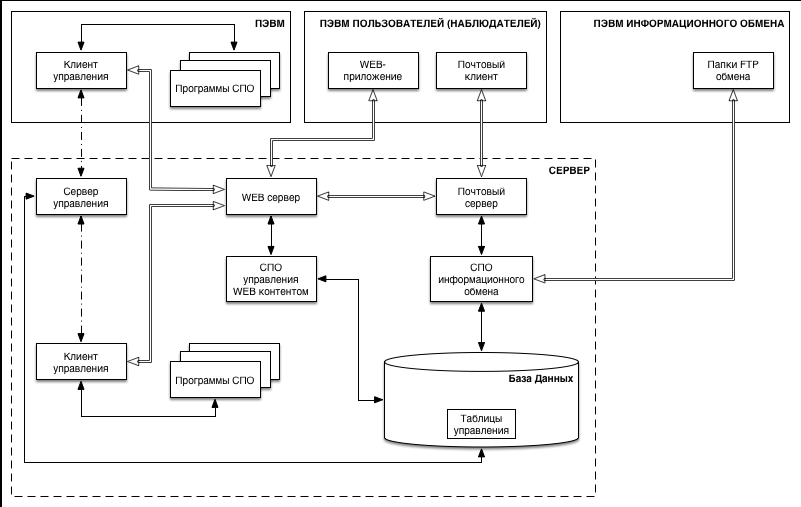 ПЭВМ
Клиент
управления
Программы СПО
ПЭВМ ПОЛЬЗОВАТЕЛЕЙ (НАБЛЮДАТЕЛЕЙ)
WEB-
приложение
Почтовый
клиент
ПЭВМ ИНФОРМАЦИОННОГО ОБМЕНА
Папки FTP
обмена
СЕРВЕР
Сервер
управления
WEB сервер
Почтовый
сервер
СПО
управления
WEB контентом
СПО
информационного
обмена
Клиент
управления
Программы СПО
База Данных
Таблицы
управления